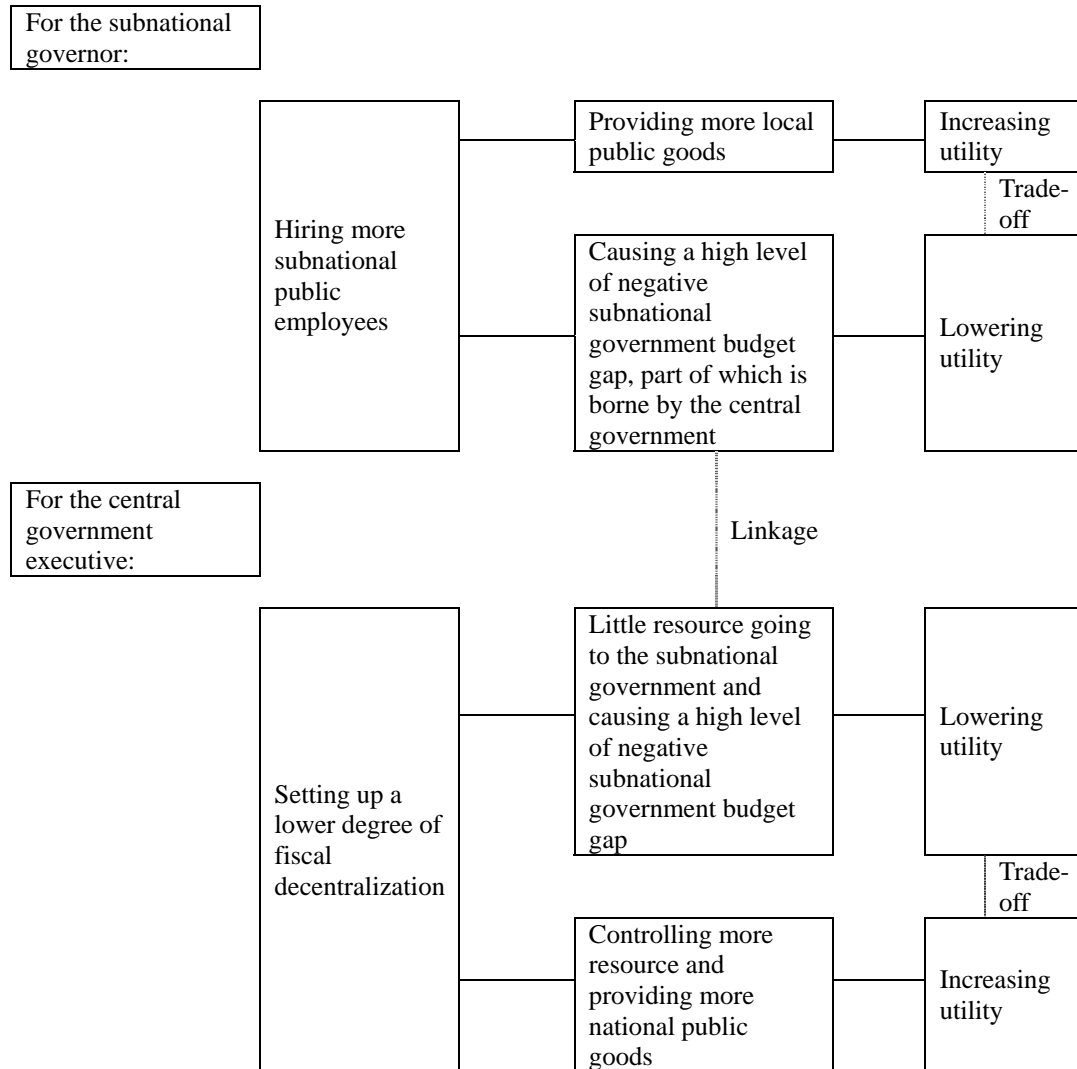 For the subnational
governor:
Hiring more
subnational
public
employees
Providing more local
public goods
Increasing
utility
Trade-
off
Causing a high level
of negative
subnational
government budget
gap, part of which is
borne by the central
government
Lowering
utility
For the central
government
executive:
Linkage
Setting up a
lower degree of
fiscal
decentralization
Little resource going
to the subnational
government and
causing a high level
of negative
subnational
government budget
gap
Lowering
utility
Trade-
off
Controlling more
resource and
providing more
national public
goods
Increasing
utility